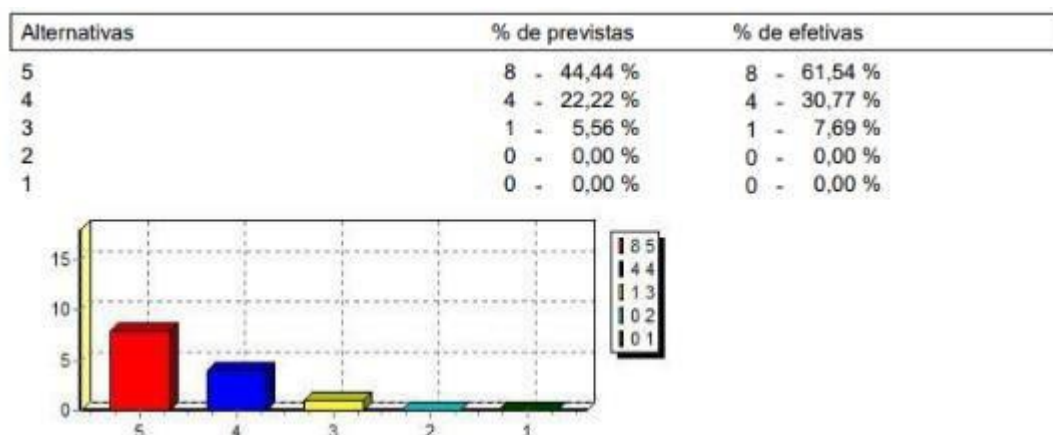 Alternativas % de previstas % de efetivas
5 8 - 44,44 % 8 - 61,54 %
4 4 - 22,22 % 4 - 30,77 %
3 1 - 5,56 % 1 - 7,69 %
2 0 - 0,00 % 0 - 0,00 %
1 0 - 0,00 % 0 - 0,00 %
15
10
5
0
5 4 3 2 1
8 5
4 4
1 3
0 2
0 1